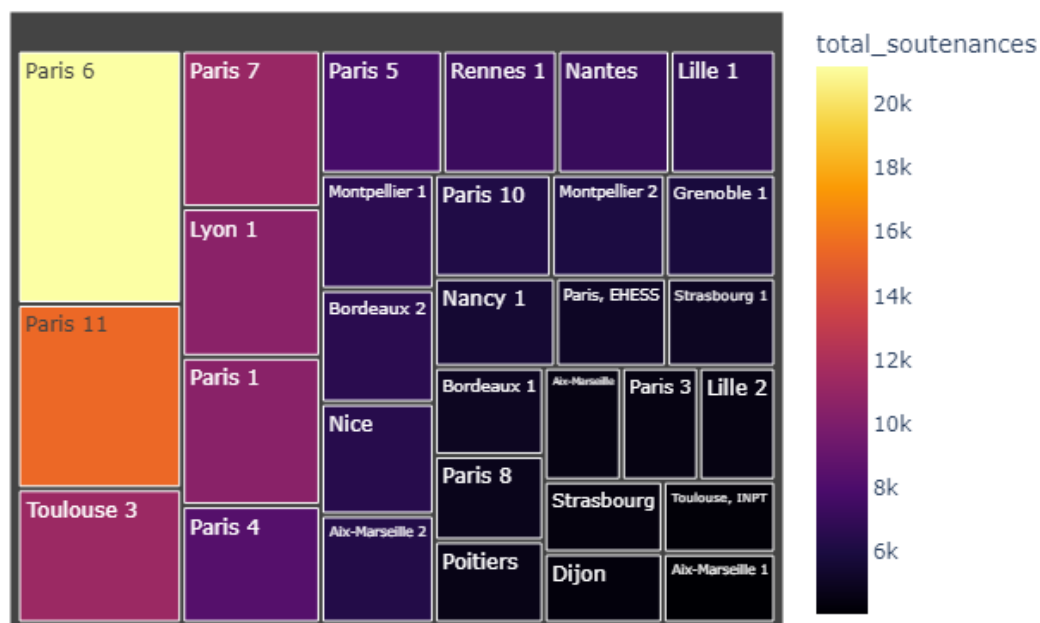 total_soutenances
Paris 6
Paris 7
Paris 5
Rennes 1
Nantes
Lille 1
20k
18k
Montpellier 1
Paris 10
Montpellier 2
Grenoble 1
Lyon 1
16k
Nancy 1
Paris, EHESS
Strasbourg 1
Bordeaux 2
14k
Paris 11
12k
Paris 1
Bordeaux 1
Aix-Marseille
Paris 3
Lille 2
10k
Nice
Paris 8
8k
Toulouse 3
Strasbourg
Toulouse, INPT
Paris 4
Aix-Marseille 2
6k
Poitiers
Dijon
Aix-Marseille 1